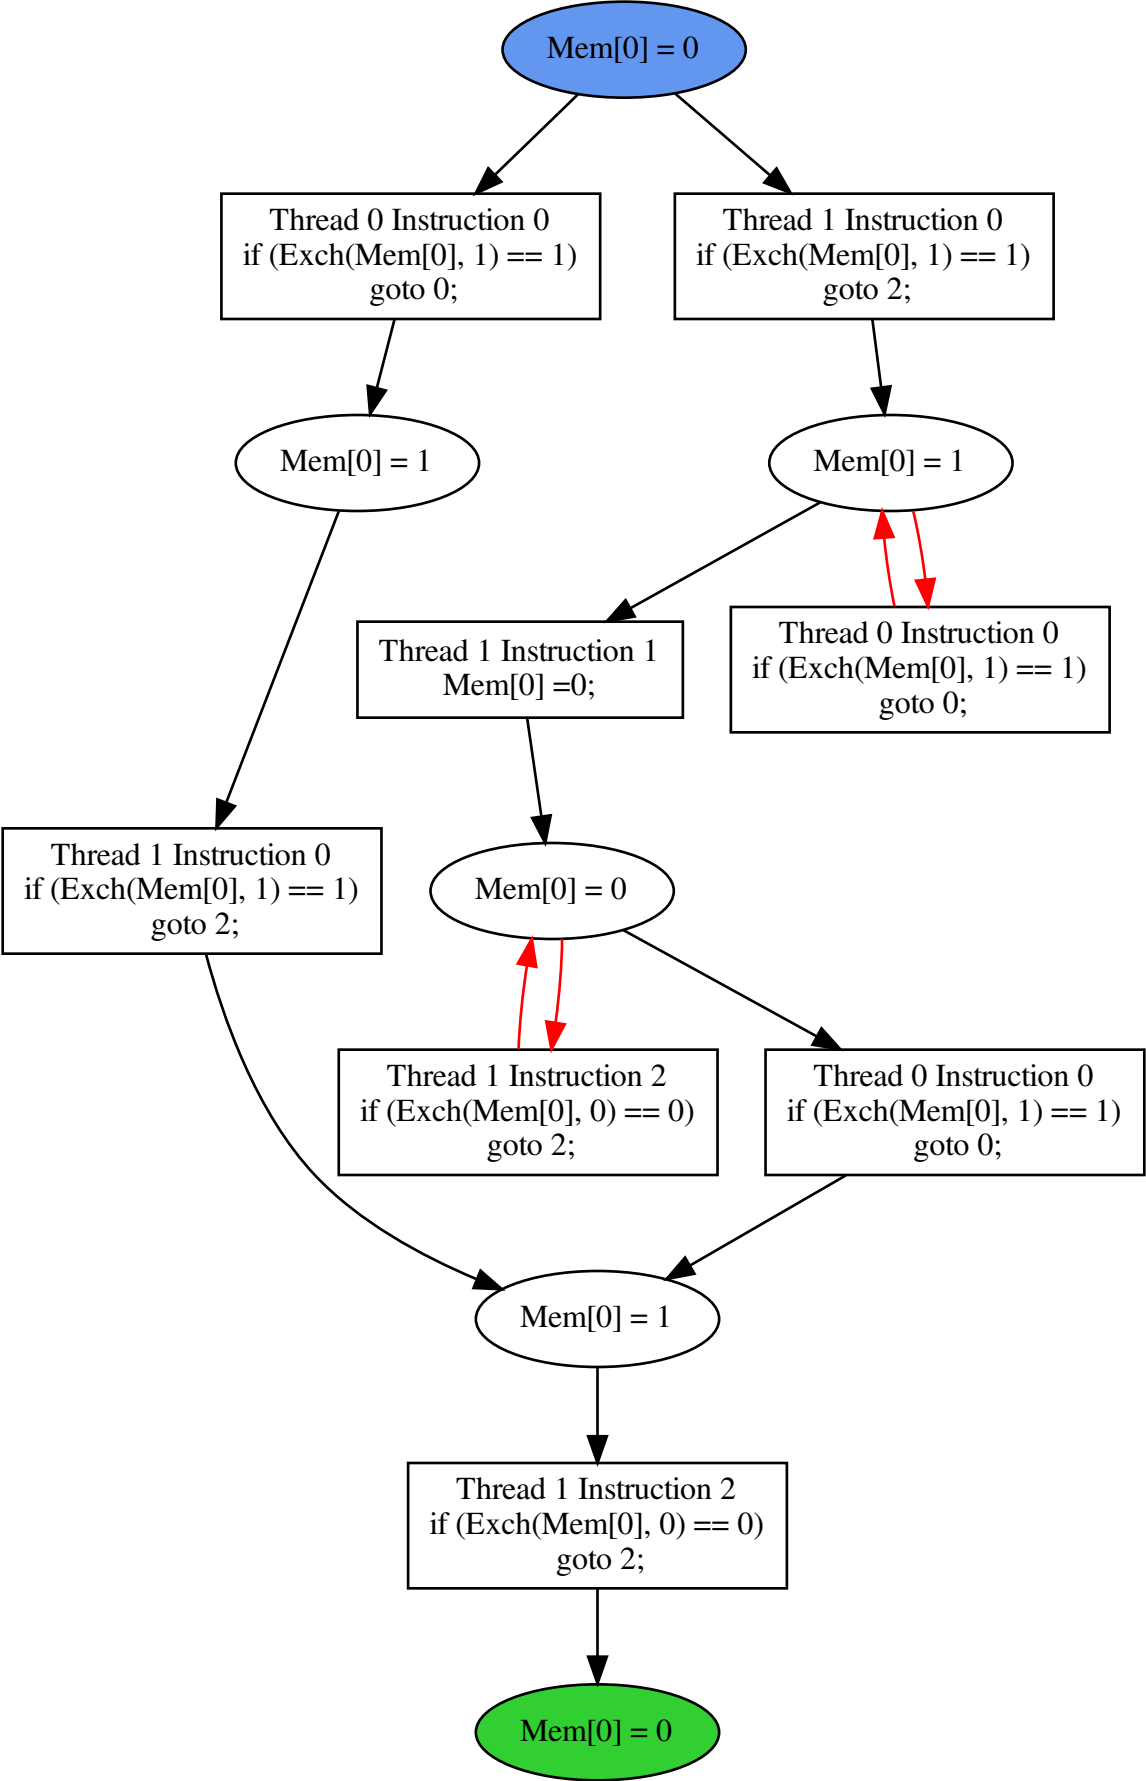 Mem[0] = 0
Thread 0 Instruction 0
if (Exch(Mem[0], 1) == 1)
goto 0;
Thread 1 Instruction 0
if (Exch(Mem[0], 1) == 1)
goto 2;
Mem[0] = 1
Mem[0] = 1
Thread 1 Instruction 1
Mem[0] =0;
Thread 0 Instruction 0
if (Exch(Mem[0], 1) == 1)
goto 0;
Thread 1 Instruction 0
if (Exch(Mem[0], 1) == 1)
goto 2;
Mem[0] = 0
Thread 1 Instruction 2
if (Exch(Mem[0], 0) == 0)
goto 2;
Thread 0 Instruction 0
if (Exch(Mem[0], 1) == 1)
goto 0;
Mem[0] = 1
Thread 1 Instruction 2
if (Exch(Mem[0], 0) == 0)
goto 2;
Mem[0] = 0